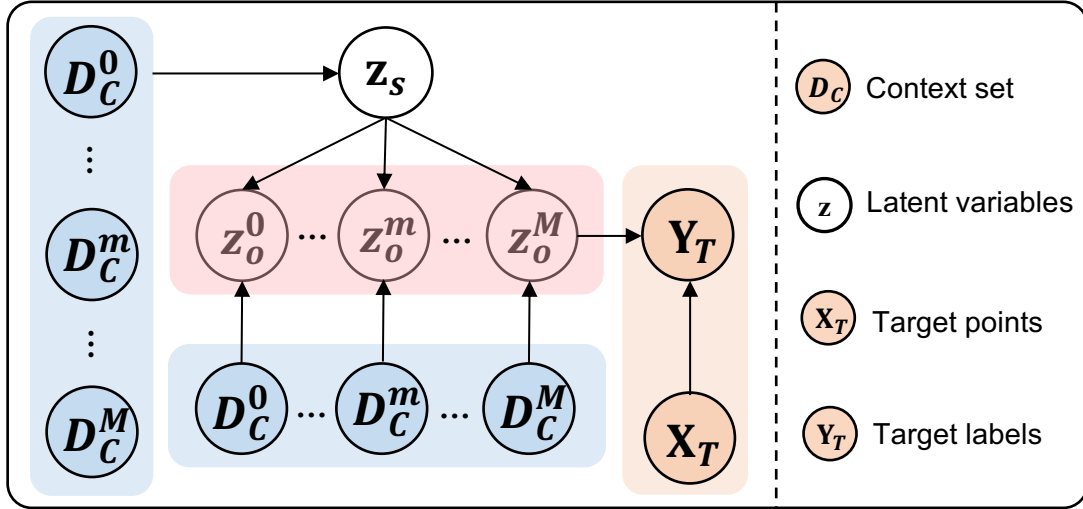 D_C^0
z_s
⋮
z_o^0 ... z_o^m ... z_o^M
Y_T
D_C^m
⋮
D_C^M
D_C^0 ... D_C^m ... D_C^M
X_T
D_C Context set
z Latent variables
X_T Target points
Y_T Target labels